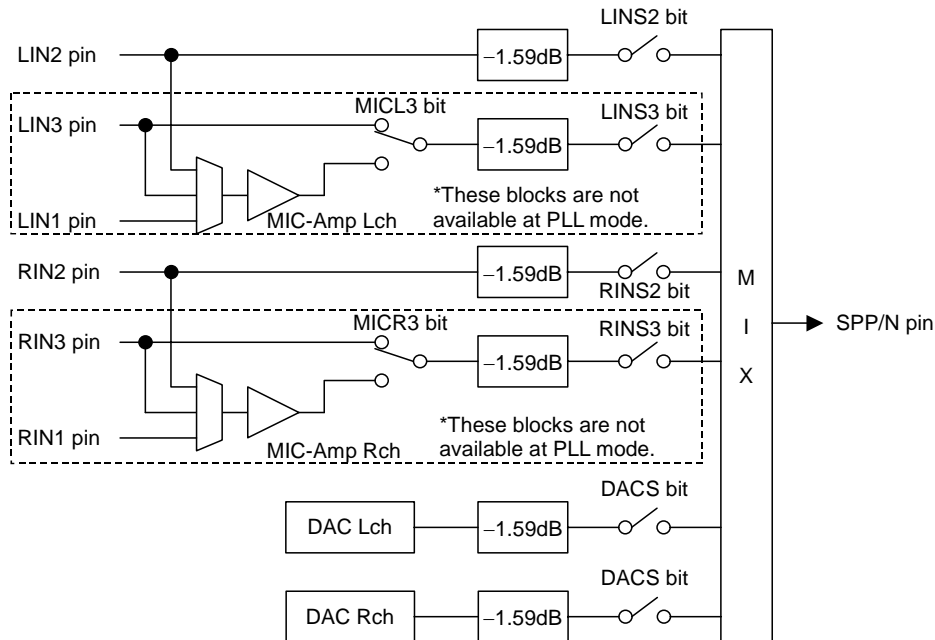 LINS2 bit
LIN2 pin
−1.59dB
MICL3 bit
LINS3 bit
LIN3 pin
−1.59dB
*These blocks are not
available at PLL mode.
LIN1 pin
MIC-Amp Lch
RIN2 pin
−1.59dB
RINS2 bit
M
I
X
SPP/N pin
MICR3 bit
RINS3 bit
RIN3 pin
−1.59dB
*These blocks are not
available at PLL mode.
RIN1 pin
MIC-Amp Rch
DACS bit
DAC Lch
−1.59dB
DACS bit
DAC Rch
−1.59dB